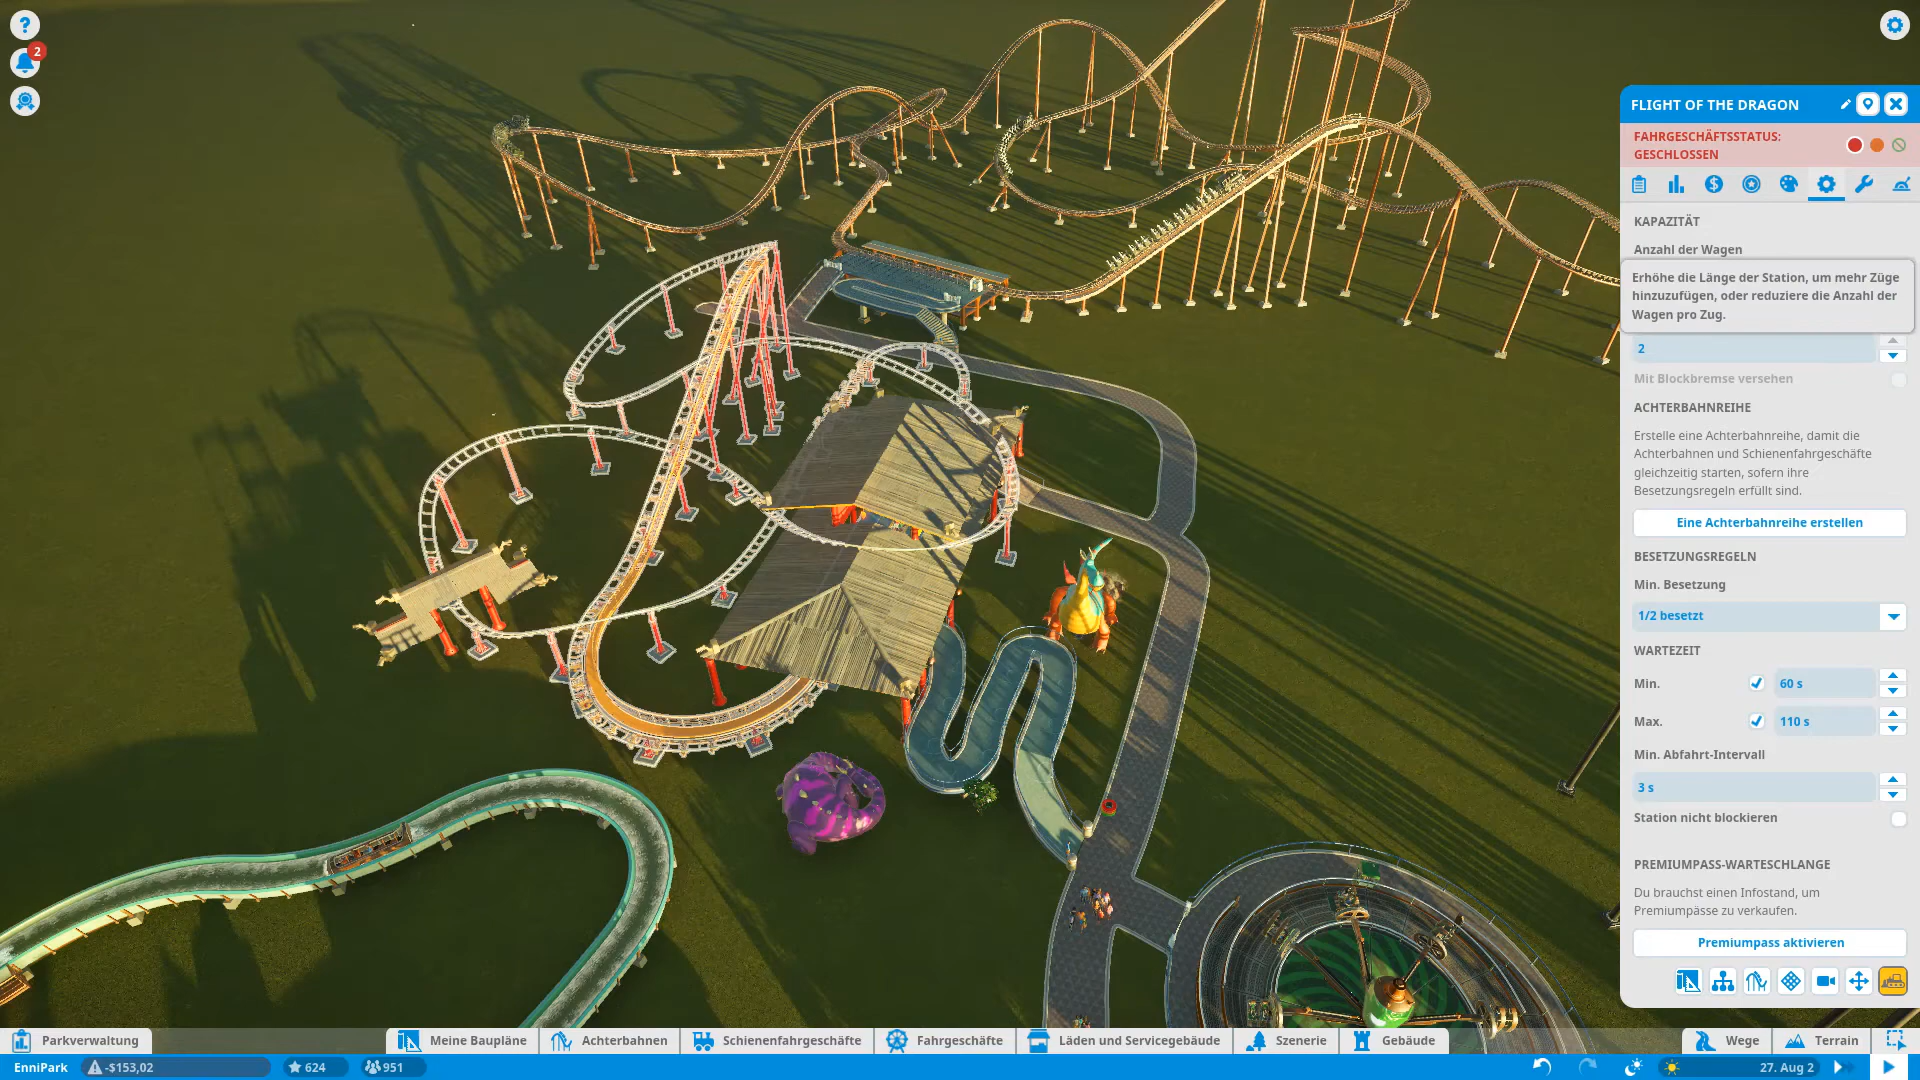 ?
2
FLIGHT OF THE DRAGON
FAHRGESCHÄFTSSTATUS:
GESCHLOSSEN
KAPAZITÄT
Anzahl der Wagen
Erhöhe die Länge der Station, um mehr Züge
hinzuzufügen, oder reduziere die Anzahl der
Wagen pro Zug.
2
Mit Blockbremse versehen
ACHTERBAHNREIHE
Erstelle eine Achterbahnreihe, damit die
Achterbahnen und Schienenfahrgeschäfte
gleichzeitig starten, sofern ihre
Besetzungsregeln erfüllt sind.
Eine Achterbahnreihe erstellen
BESETZUNGSREGELN
Min. Besetzung
1/2 besetzt
WARTEZEIT
Min. 60 s
Max. 110 s
Min. Abfahrt-Intervall
3 s
Station nicht blockieren
PREMIUMPASS-WARTESCHLANGE
Du brauchst einen Infostand, um
Premiumpässe zu verkaufen.
Premiumpass aktivieren
Parkverwaltung Meine Baupläne Achterbahnen Schienenfahrgeschäfte Fahrgeschäfte Läden und Servicegebäude Szenerie Gebäude Wege Terrain
EnniPark -$153,02 624 951 27. Aug 2